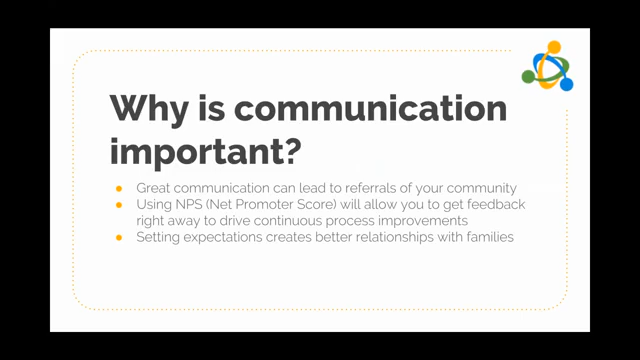 Why is communication
important?
● Great communication can lead to referrals of your community
● Using NPS (Net Promoter Score) will allow you to get feedback
right away to drive continuous process improvements
● Setting expectations creates better relationships with families